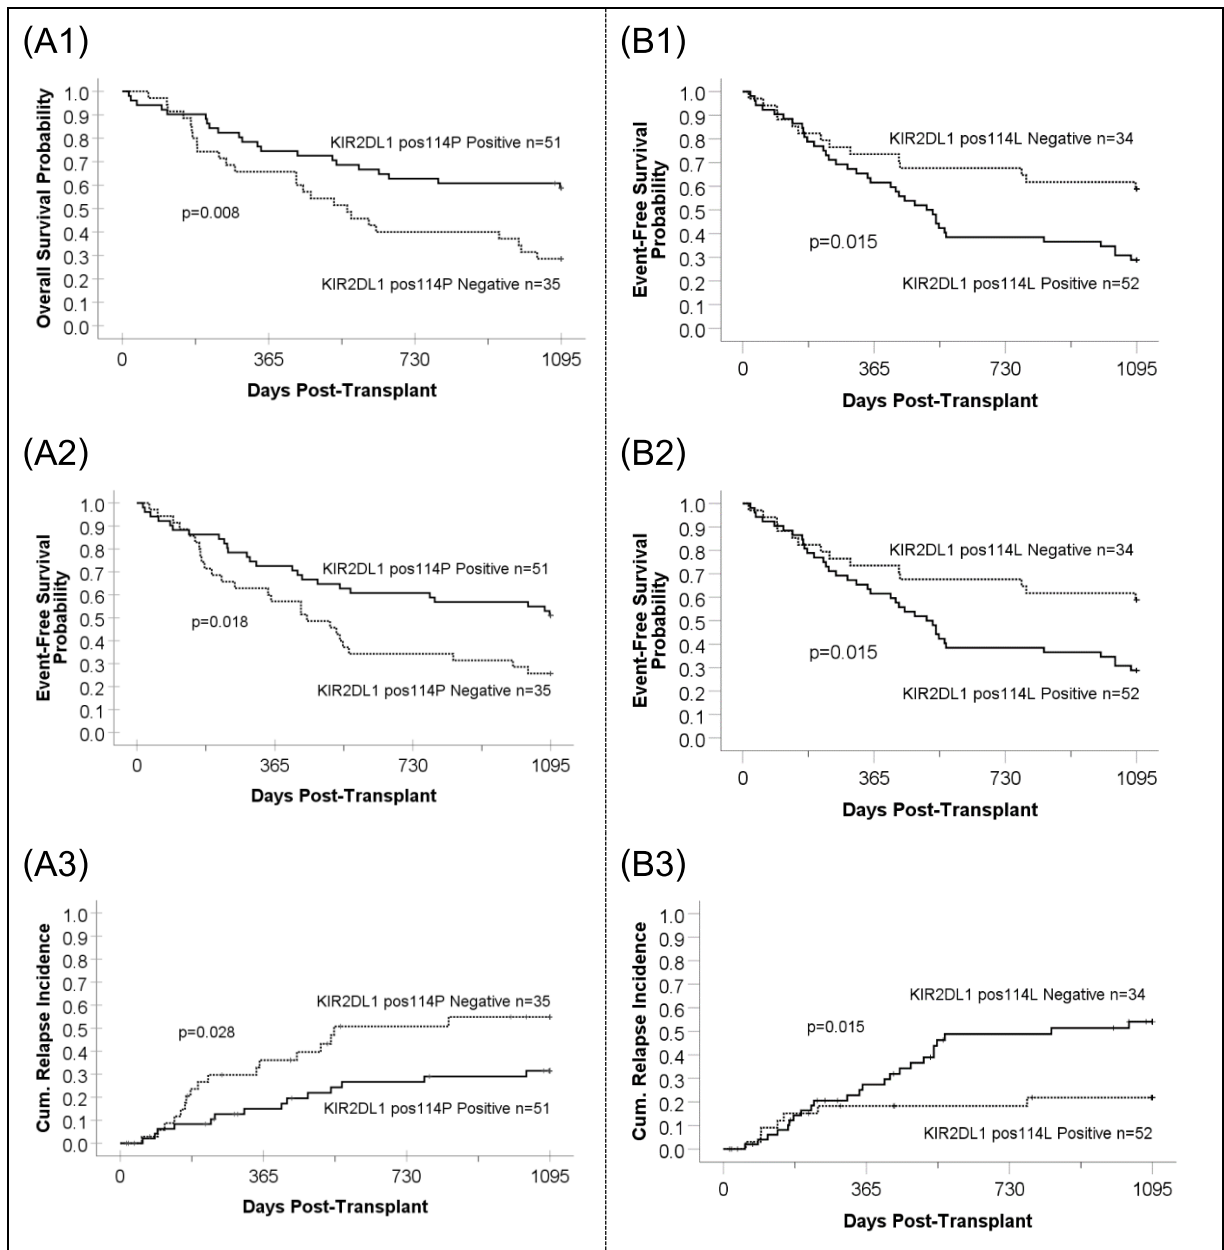 (A1)
Overall Survival Probability
1.0
0.9
0.8
0.7
0.6
0.5
0.4
0.3
0.2
0.1
0.0
KIR2DL1 pos114P Positive n=51
p=0.008
KIR2DL1 pos114P Negative n=35
0 365 730 1095
Days Post-Transplant
(B1)
Event-Free Survival
Probability
1.0
0.9
0.8
0.7
0.6
0.5
0.4
0.3
0.2
0.1
0.0
KIR2DL1 pos114L Negative n=34
p=0.015
KIR2DL1 pos114L Positive n=52
0 365 730 1095
Days Post-Transplant
(A2)
Event-Free Survival
Probability
1.0
0.9
0.8
0.7
0.6
0.5
0.4
0.3
0.2
0.1
0.0
KIR2DL1 pos114P Positive n=51
p=0.018
KIR2DL1 pos114P Negative n=35
0 365 730 1095
Days Post-Transplant
(B2)
Event-Free Survival
Probability
1.0
0.9
0.8
0.7
0.6
0.5
0.4
0.3
0.2
0.1
0.0
KIR2DL1 pos114L Negative n=34
p=0.015
KIR2DL1 pos114L Positive n=52
0 365 730 1095
Days Post-Transplant
(A3)
Cum. Relapse Incidence
1.0
0.9
0.8
0.7
0.6
0.5
0.4
0.3
0.2
0.1
0.0
KIR2DL1 pos114P Negative n=35
p=0.028
KIR2DL1 pos114P Positive n=51
0 365 730 1095
Days Post-Transplant
(B3)
Cum. Relapse Incidence
1.0
0.9
0.8
0.7
0.6
0.5
0.4
0.3
0.2
0.1
0.0
KIR2DL1 pos114L Negative n=34
p=0.015
KIR2DL1 pos114L Positive n=52
0 365 730 1095
Days Post-Transplant